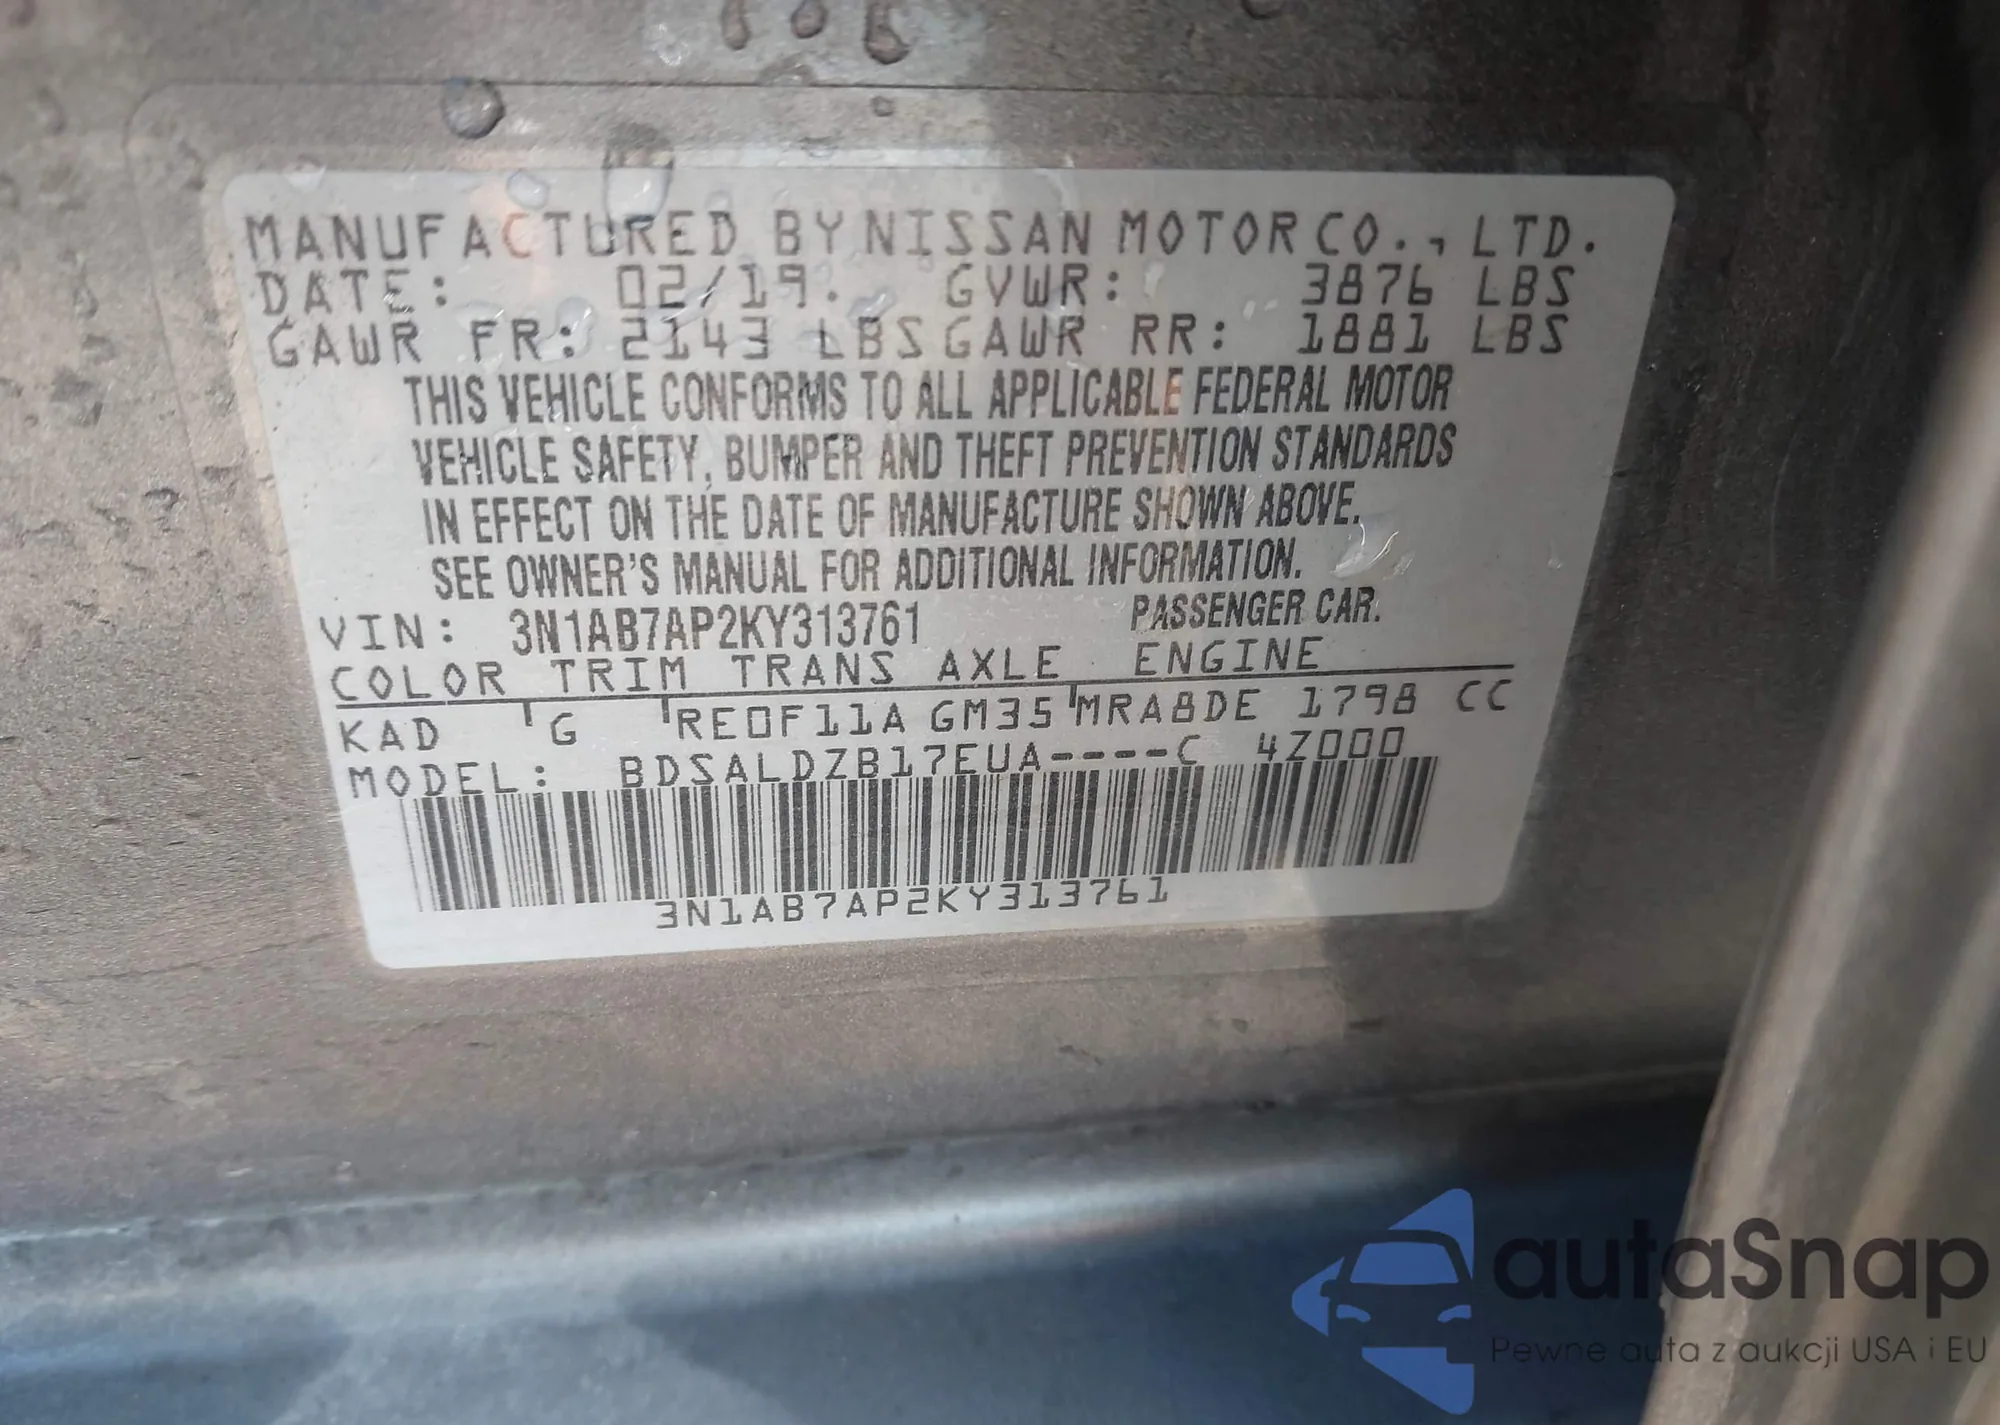 MANUFACTURED BY NISSAN MOTOR CO., LTD.
DATE: 02/19. GVWR: 3876 LBS
GAWR FR: 2143 LBS GAWR RR: 1881 LBS
THIS VEHICLE CONFORMS TO ALL APPLICABLE FEDERAL MOTOR
VEHICLE SAFETY, BUMPER AND THEFT PREVENTION STANDARDS
IN EFFECT ON THE DATE OF MANUFACTURE SHOWN ABOVE.
SEE OWNER'S MANUAL FOR ADDITIONAL INFORMATION.
VIN: 3N1AB7AP2KY313761 PASSENGER CAR.
COLOR TRIM TRANS AXLE ENGINE
KAD G RE0F11A GM35 MRA8DE 1798 CC
MODEL: BDSALDZB17EUA----C 4Z000
3N1AB7AP2KY313761
autaSnap
Pewne auta z aukcji USA i EU